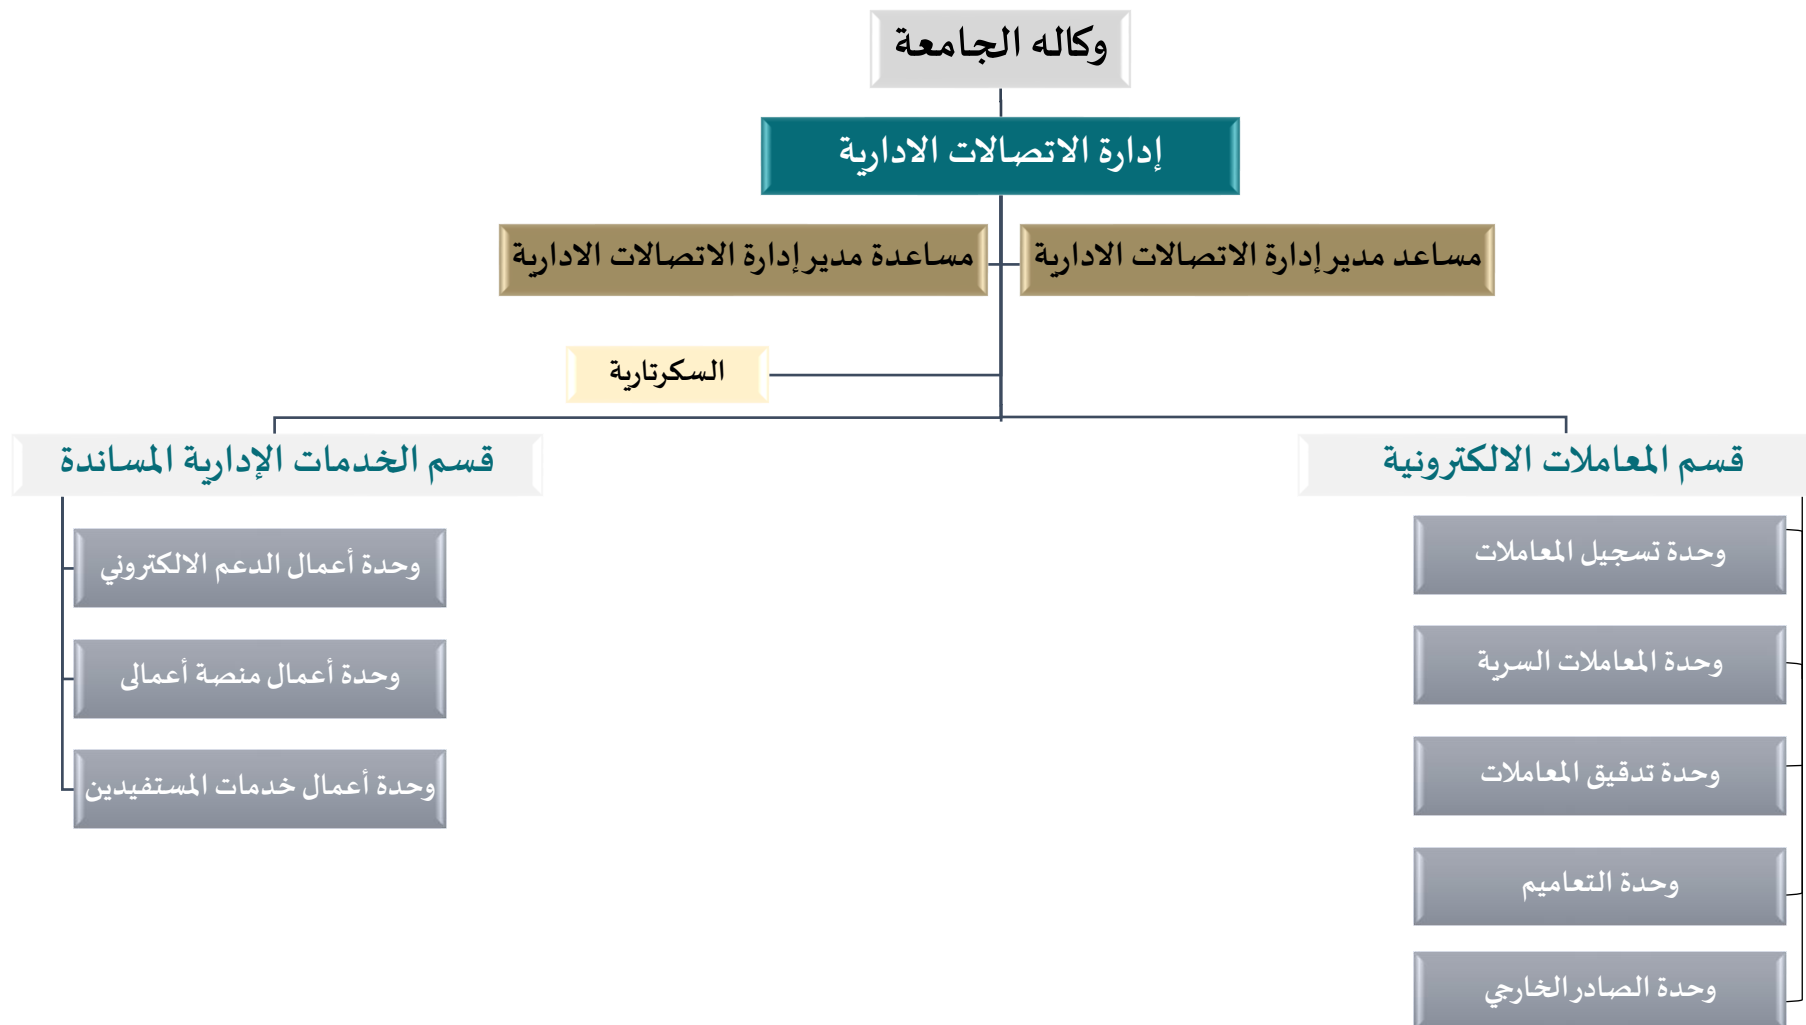 وكاله الجامعة
إدارة الاتصالات الادارية
مساعد مدير إدارة الاتصالات الادارية
مساعدة مدير إدارة الاتصالات الادارية
السكرتارية
قسم المعاملات الالكترونية
وحدة تسجيل المعاملات
وحدة المعاملات السرية
وحدة تدقيق المعاملات
وحدة التعاميم
وحدة الصادر الخارجي
قسم الخدمات الإدارية المساندة
وحدة أعمال الدعم الالكتروني
وحدة أعمال منصة أعمالى
وحدة أعمال خدمات المستفيدين